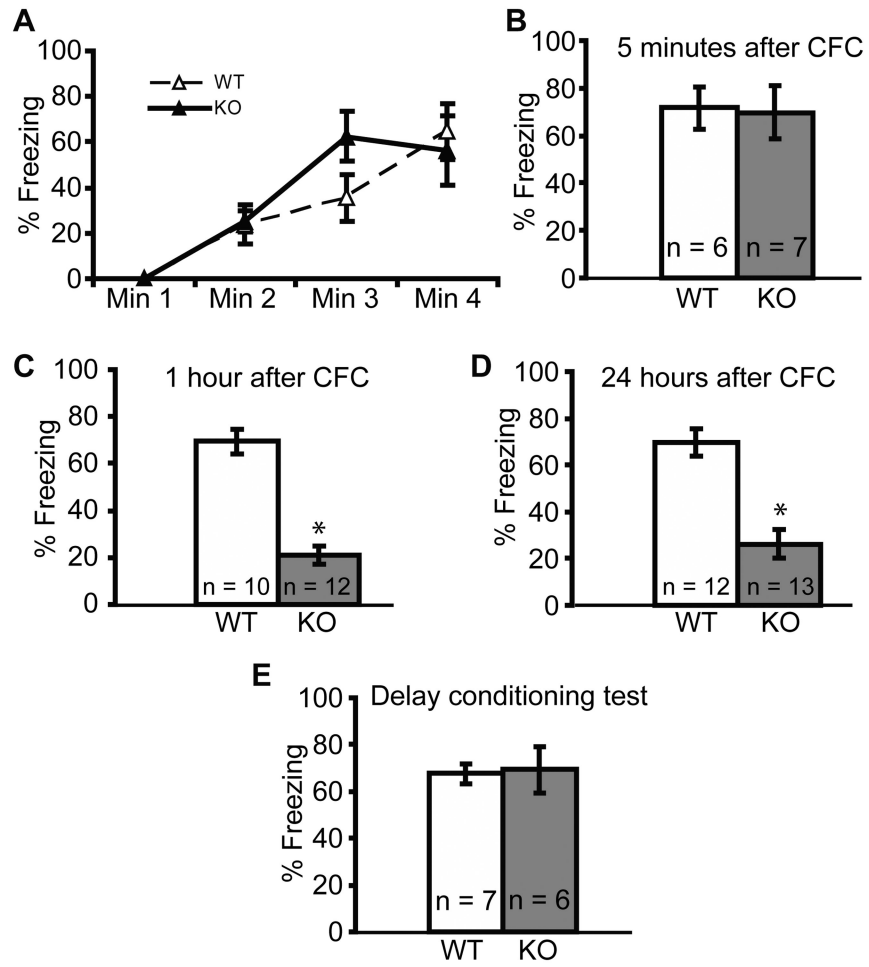 A
100
80
60
40
20
0
% Freezing
WT
KO
Min 1 Min 2 Min 3 Min 4
B
5 minutes after CFC
100
80
60
40
20
0
% Freezing
n = 6 n = 7
WT KO
C
1 hour after CFC
100
80
60
40
20
0
% Freezing
*
n = 10 n = 12
WT KO
D
24 hours after CFC
100
80
60
40
20
0
% Freezing
*
n = 12 n = 13
WT KO
E
Delay conditioning test
100
80
60
40
20
0
% Freezing
n = 7 n = 6
WT KO